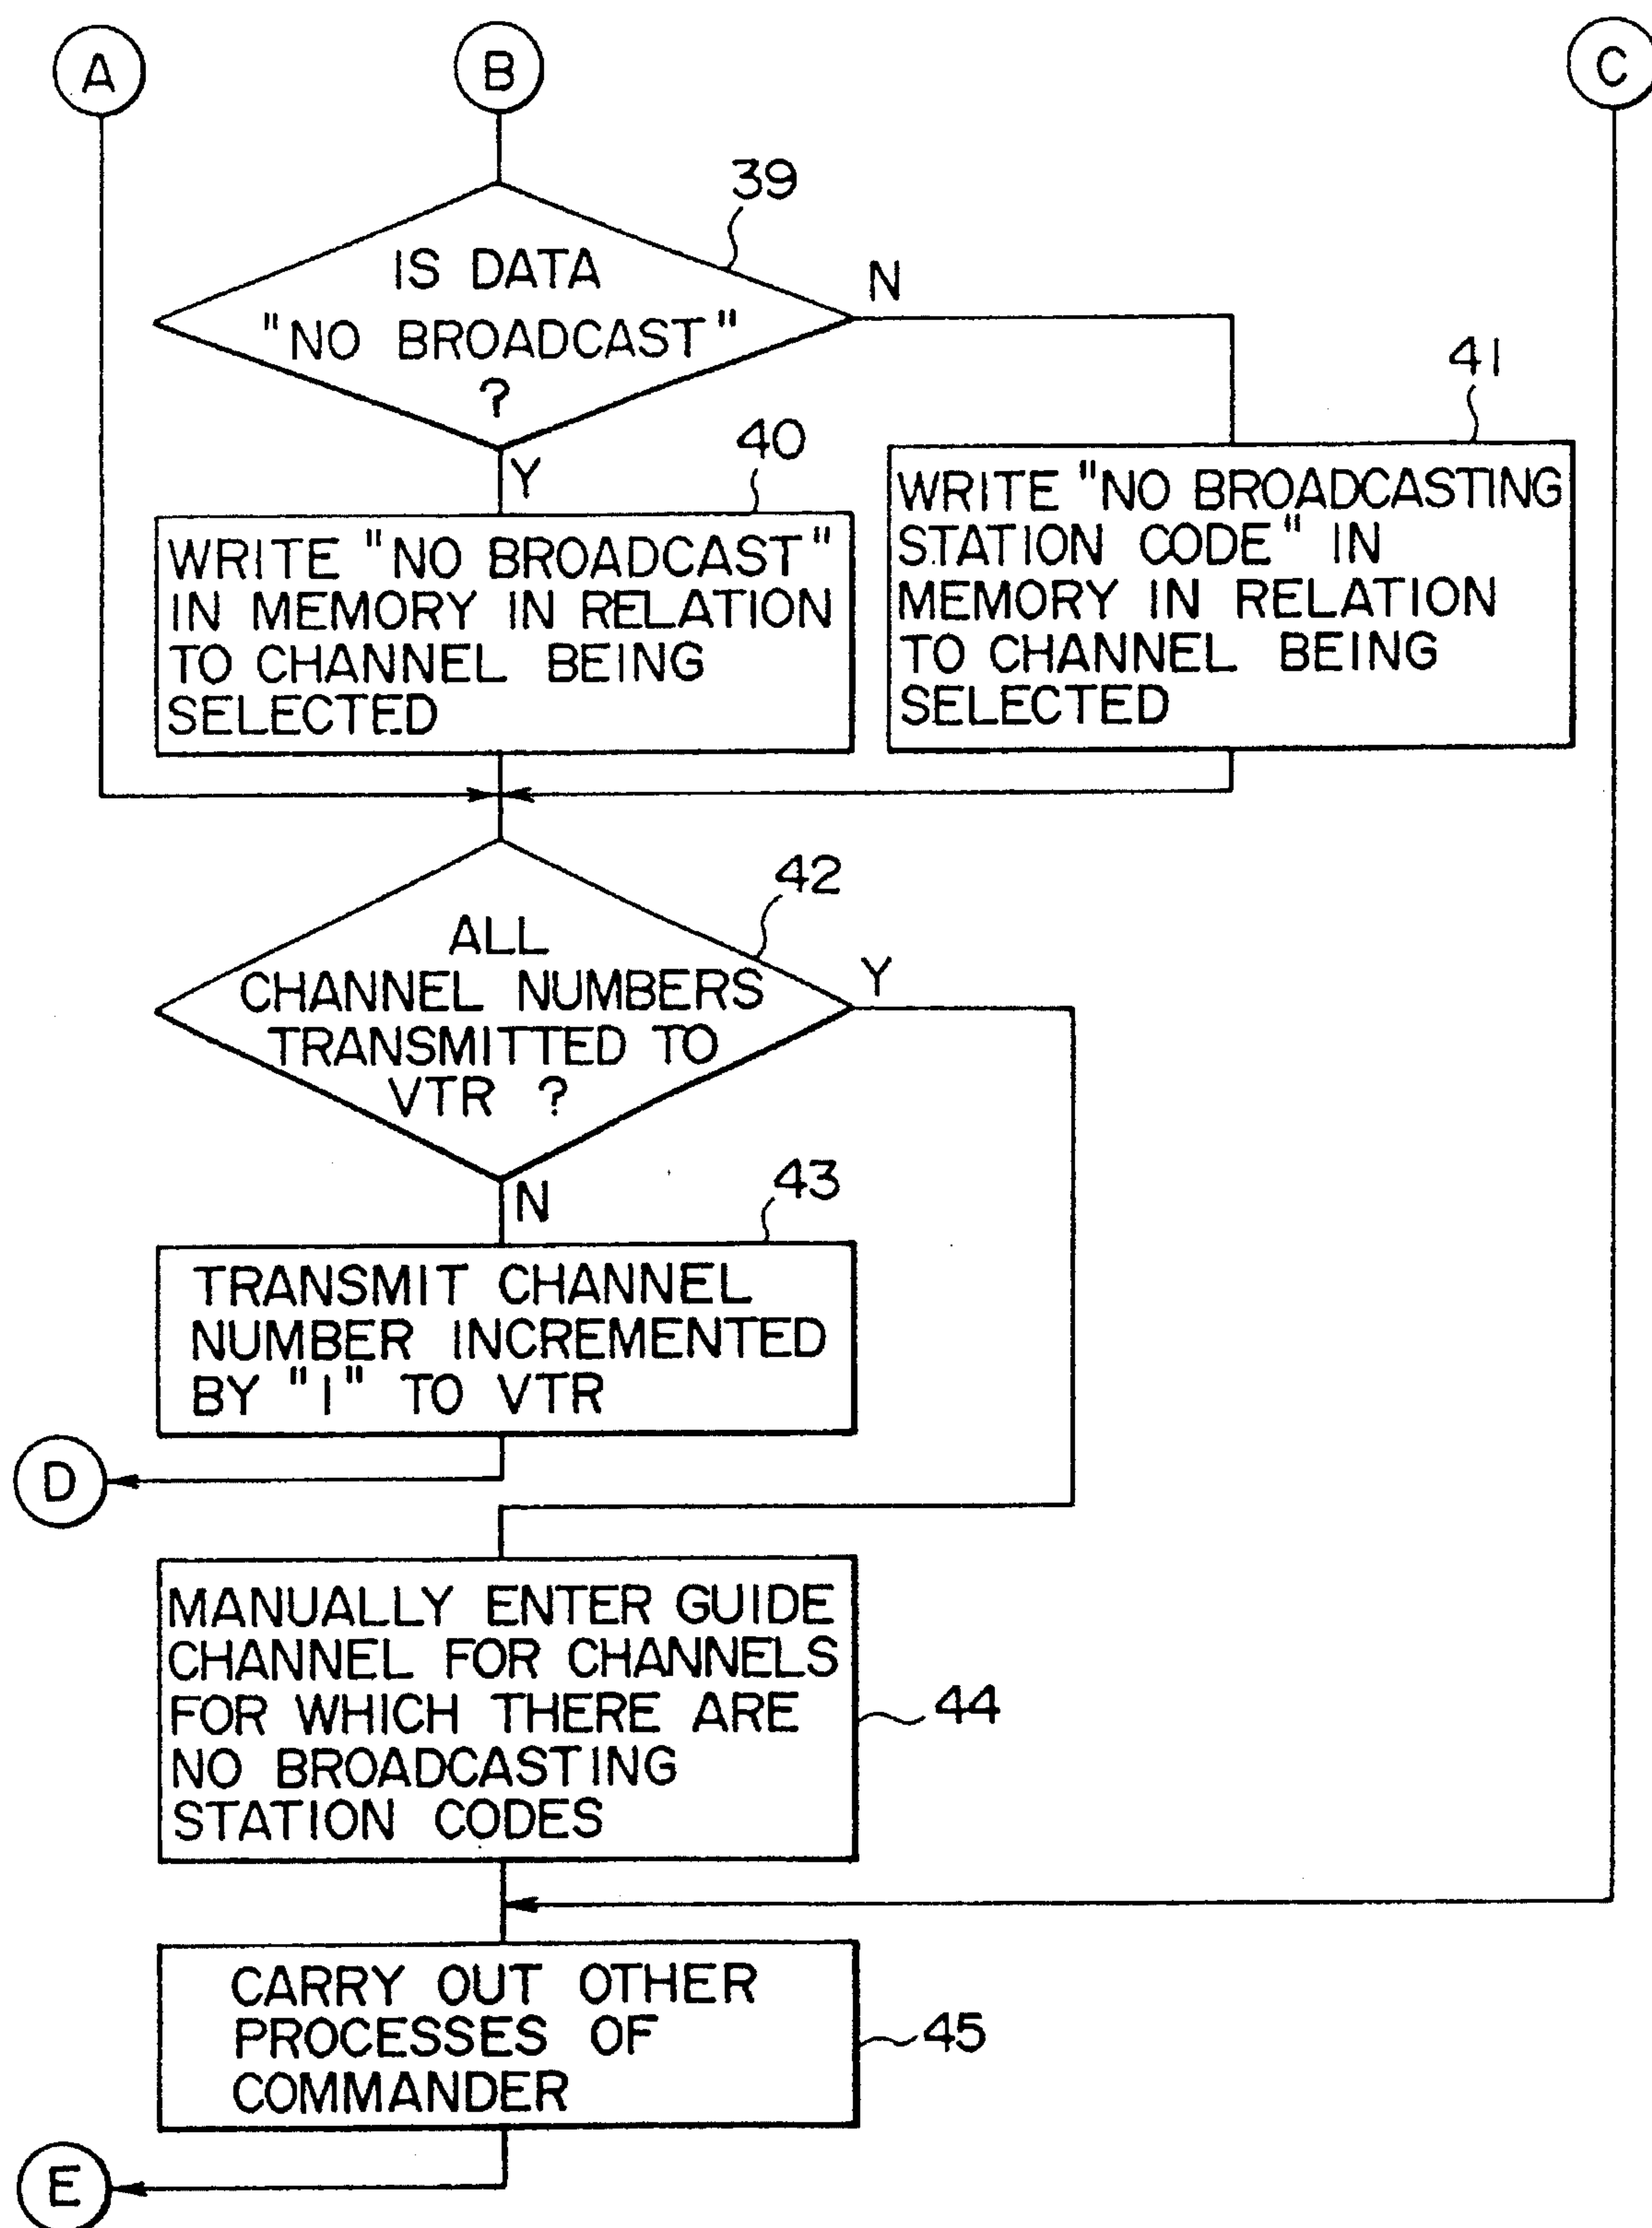 A
B
C
39
IS DATA
"NO BROADCAST"
?
N
Y
40
WRITE "NO BROADCAST"
IN MEMORY IN RELATION
TO CHANNEL BEING
SELECTED
41
WRITE "NO BROADCASTING
STATION CODE" IN
MEMORY IN RELATION
TO CHANNEL BEING
SELECTED
42
ALL
CHANNEL NUMBERS
TRANSMITTED TO
VTR ?
Y
N
43
TRANSMIT CHANNEL
NUMBER INCREMENTED
BY "1" TO VTR
D
MANUALLY ENTER GUIDE
CHANNEL FOR CHANNELS
FOR WHICH THERE ARE
NO BROADCASTING
STATION CODES
44
CARRY OUT OTHER
PROCESSES OF
COMMANDER
45
E